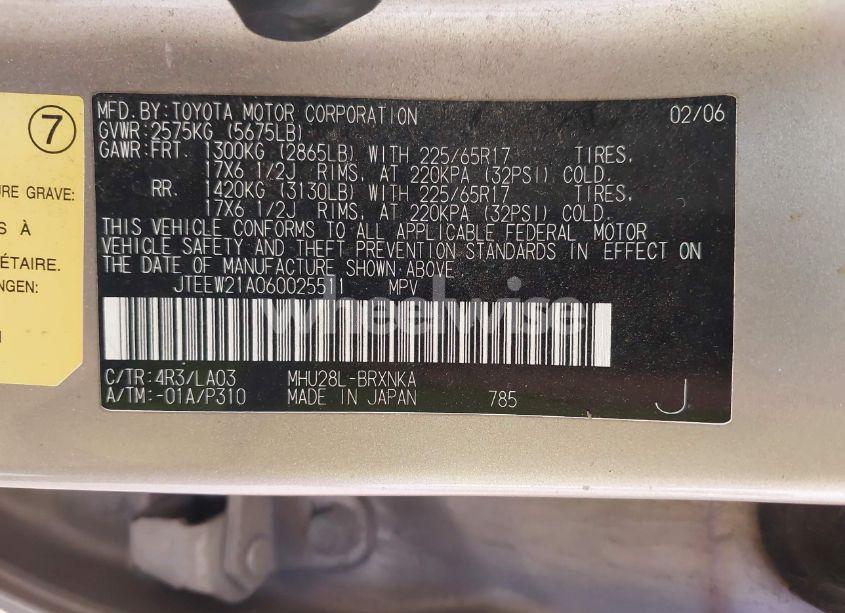 MFD. BY: TOYOTA MOTOR CORPORATION 02/06
GVWR: 2575KG (5675LB)
GAWR: FRT. 1300KG (2865LB) WITH 225/65R17 TIRES,
17X6 1/2J RIMS, AT 220KPA (32PSI) COLD.
RR. 1420KG (3130LB) WITH 225/65R17 TIRES,
17X6 1/2J RIMS, AT 220KPA (32PSI) COLD.
THIS VEHICLE CONFORMS TO ALL APPLICABLE FEDERAL MOTOR
VEHICLE SAFETY AND THEFT PREVENTION STANDARDS IN EFFECT ON
THE DATE OF MANUFACTURE SHOWN ABOVE.
JTEEW21A060025511 MPV
C/TR: 4R3/LA03 MHU28L-BRXNKA
A/TM: -01A/P310 MADE IN JAPAN 785 J
7
URE GRAVE:
S À
ÉTAIRE.
NGEN:
wheelwise